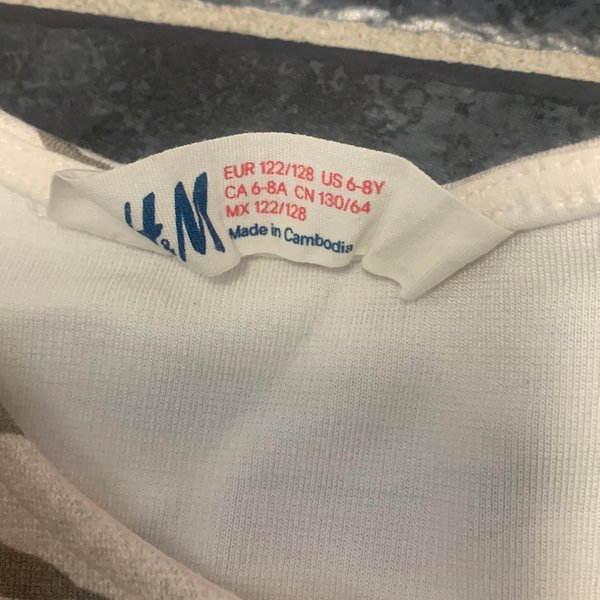 H&M
EUR 122/128 US 6-8Y
CA 6-8A CN 130/64
MX 122/128
Made in Cambodia